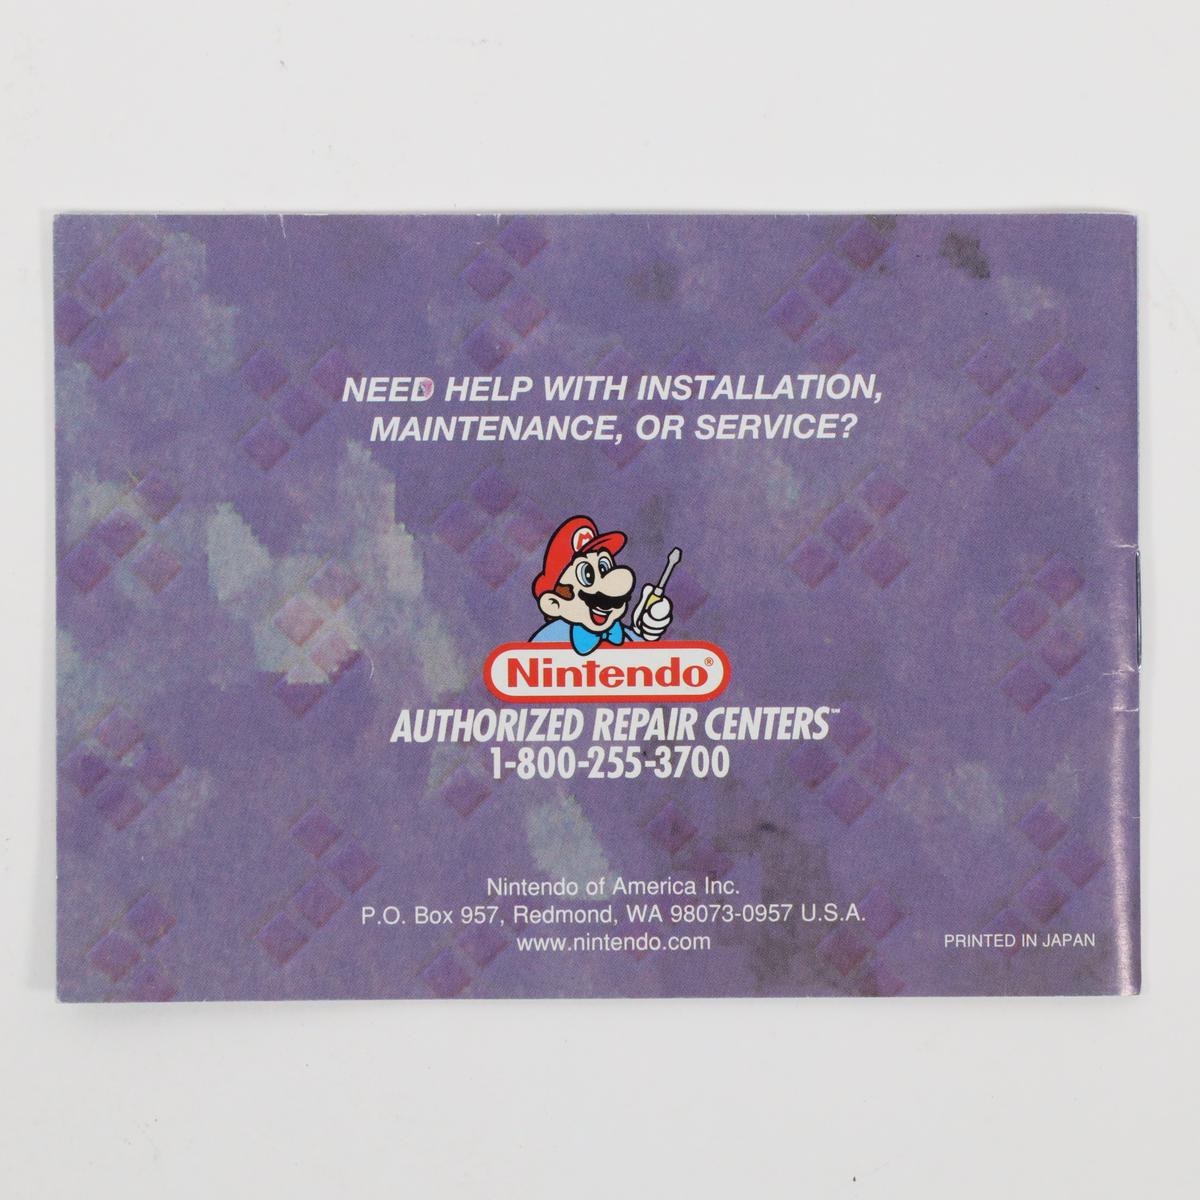 NEED HELP WITH INSTALLATION,
MAINTENANCE, OR SERVICE?
M
Nintendo®
AUTHORIZED REPAIR CENTERS℠
1-800-255-3700
Nintendo of America Inc.
P.O. Box 957, Redmond, WA 98073-0957 U.S.A.
www.nintendo.com
PRINTED IN JAPAN